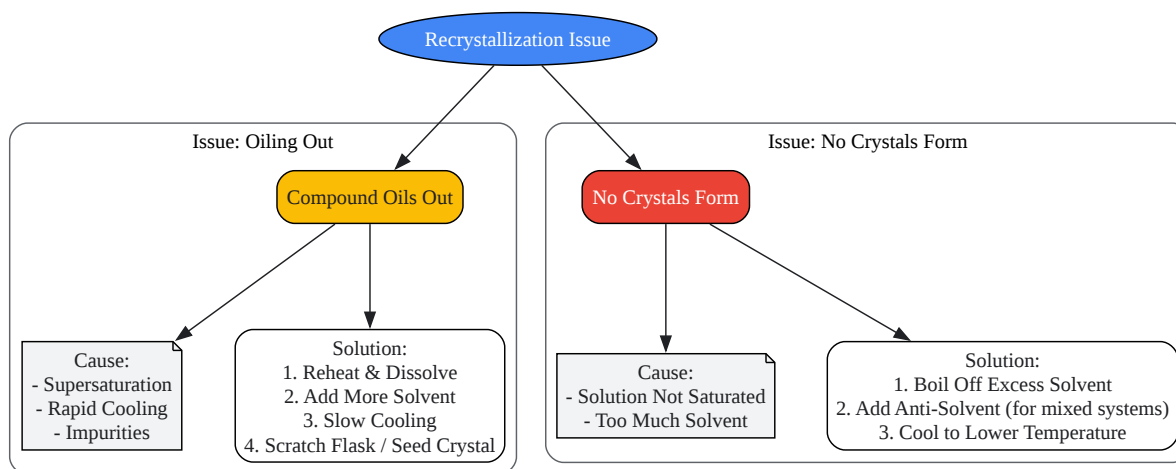 Recrystallization Issue
Issue: Oiling Out
Compound Oils Out
Cause:
- Supersaturation
- Rapid Cooling
- Impurities
Solution:
1. Reheat & Dissolve
2. Add More Solvent
3. Slow Cooling
4. Scratch Flask / Seed Crystal
Issue: No Crystals Form
No Crystals Form
Cause:
- Solution Not Saturated
- Too Much Solvent
Solution:
1. Boil Off Excess Solvent
2. Add Anti-Solvent (for mixed systems)
3. Cool to Lower Temperature